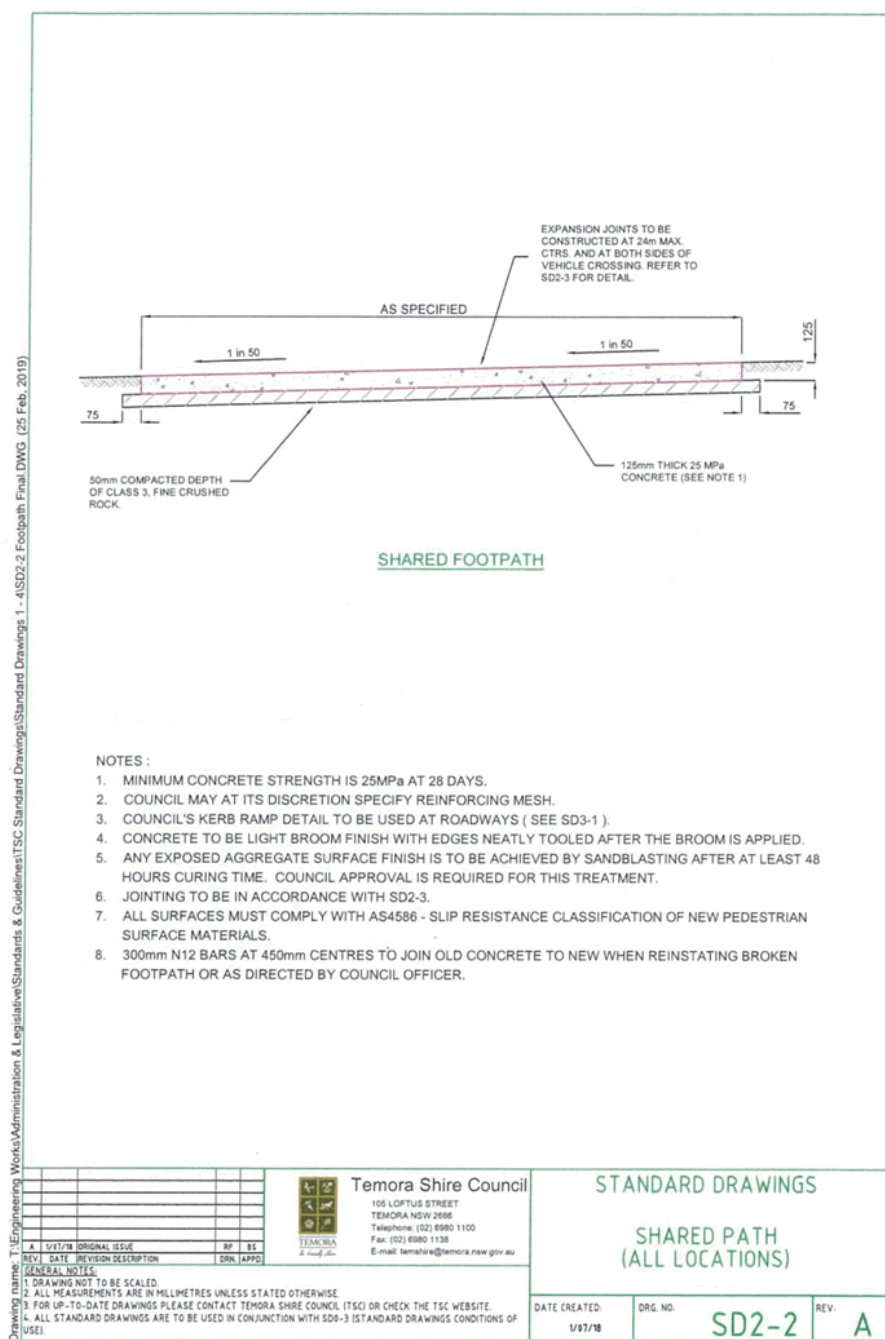 EXPANSION JOINTS TO BE
CONSTRUCTED AT 24m MAX.
CTRS. AND AT BOTH SIDES OF
VEHICLE CROSSING. REFER TO
SD2-3 FOR DETAIL.
AS SPECIFIED
1 in 50
1 in 50
125
75
75
50mm COMPACTED DEPTH
OF CLASS 3, FINE CRUSHED
ROCK.
125mm THICK 25 MPa
CONCRETE (SEE NOTE 1)
SHARED FOOTPATH
NOTES :
1. MINIMUM CONCRETE STRENGTH IS 25MPa AT 28 DAYS.
2. COUNCIL MAY AT ITS DISCRETION SPECIFY REINFORCING MESH.
3. COUNCIL'S KERB RAMP DETAIL TO BE USED AT ROADWAYS ( SEE SD3-1 ).
4. CONCRETE TO BE LIGHT BROOM FINISH WITH EDGES NEATLY TOOLED AFTER THE BROOM IS APPLIED.
5. ANY EXPOSED AGGREGATE SURFACE FINISH IS TO BE ACHIEVED BY SANDBLASTING AFTER AT LEAST 48
HOURS CURING TIME. COUNCIL APPROVAL IS REQUIRED FOR THIS TREATMENT.
6. JOINTING TO BE IN ACCORDANCE WITH SD2-3.
7. ALL SURFACES MUST COMPLY WITH AS4586 - SLIP RESISTANCE CLASSIFICATION OF NEW PEDESTRIAN
SURFACE MATERIALS.
8. 300mm N12 BARS AT 450mm CENTRES TO JOIN OLD CONCRETE TO NEW WHEN REINSTATING BROKEN
FOOTPATH OR AS DIRECTED BY COUNCIL OFFICER.
Drawing name: T:\Engineering Works\Administration & Legislative\Standards & Guidelines\TSC Standard Drawings\Standard Drawings 1 - 4\SD2-2 Footpath Final.DWG (25 Feb, 2019)
A 1/07/18 ORIGINAL ISSUE RF BS
REV. DATE REVISION DESCRIPTION DRN. APPD.
GENERAL NOTES:
1. DRAWING NOT TO BE SCALED.
2. ALL MEASUREMENTS ARE IN MILLIMETRES UNLESS STATED OTHERWISE.
3. FOR UP-TO-DATE DRAWINGS PLEASE CONTACT TEMORA SHIRE COUNCIL (TSC) OR CHECK THE TSC WEBSITE.
4. ALL STANDARD DRAWINGS ARE TO BE USED IN CONJUNCTION WITH SD0-3 (STANDARD DRAWINGS CONDITIONS OF
USE).
TEMORA
Temora Shire Council
105 LOFTUS STREET
TEMORA NSW 2666
Telephone: (02) 6980 1100
Fax: (02) 6980 1138
E-mail: temshire@temora.nsw.gov.au
STANDARD DRAWINGS
SHARED PATH
(ALL LOCATIONS)
DATE CREATED:
1/07/18
DRG. NO:
SD2-2
REV:
A